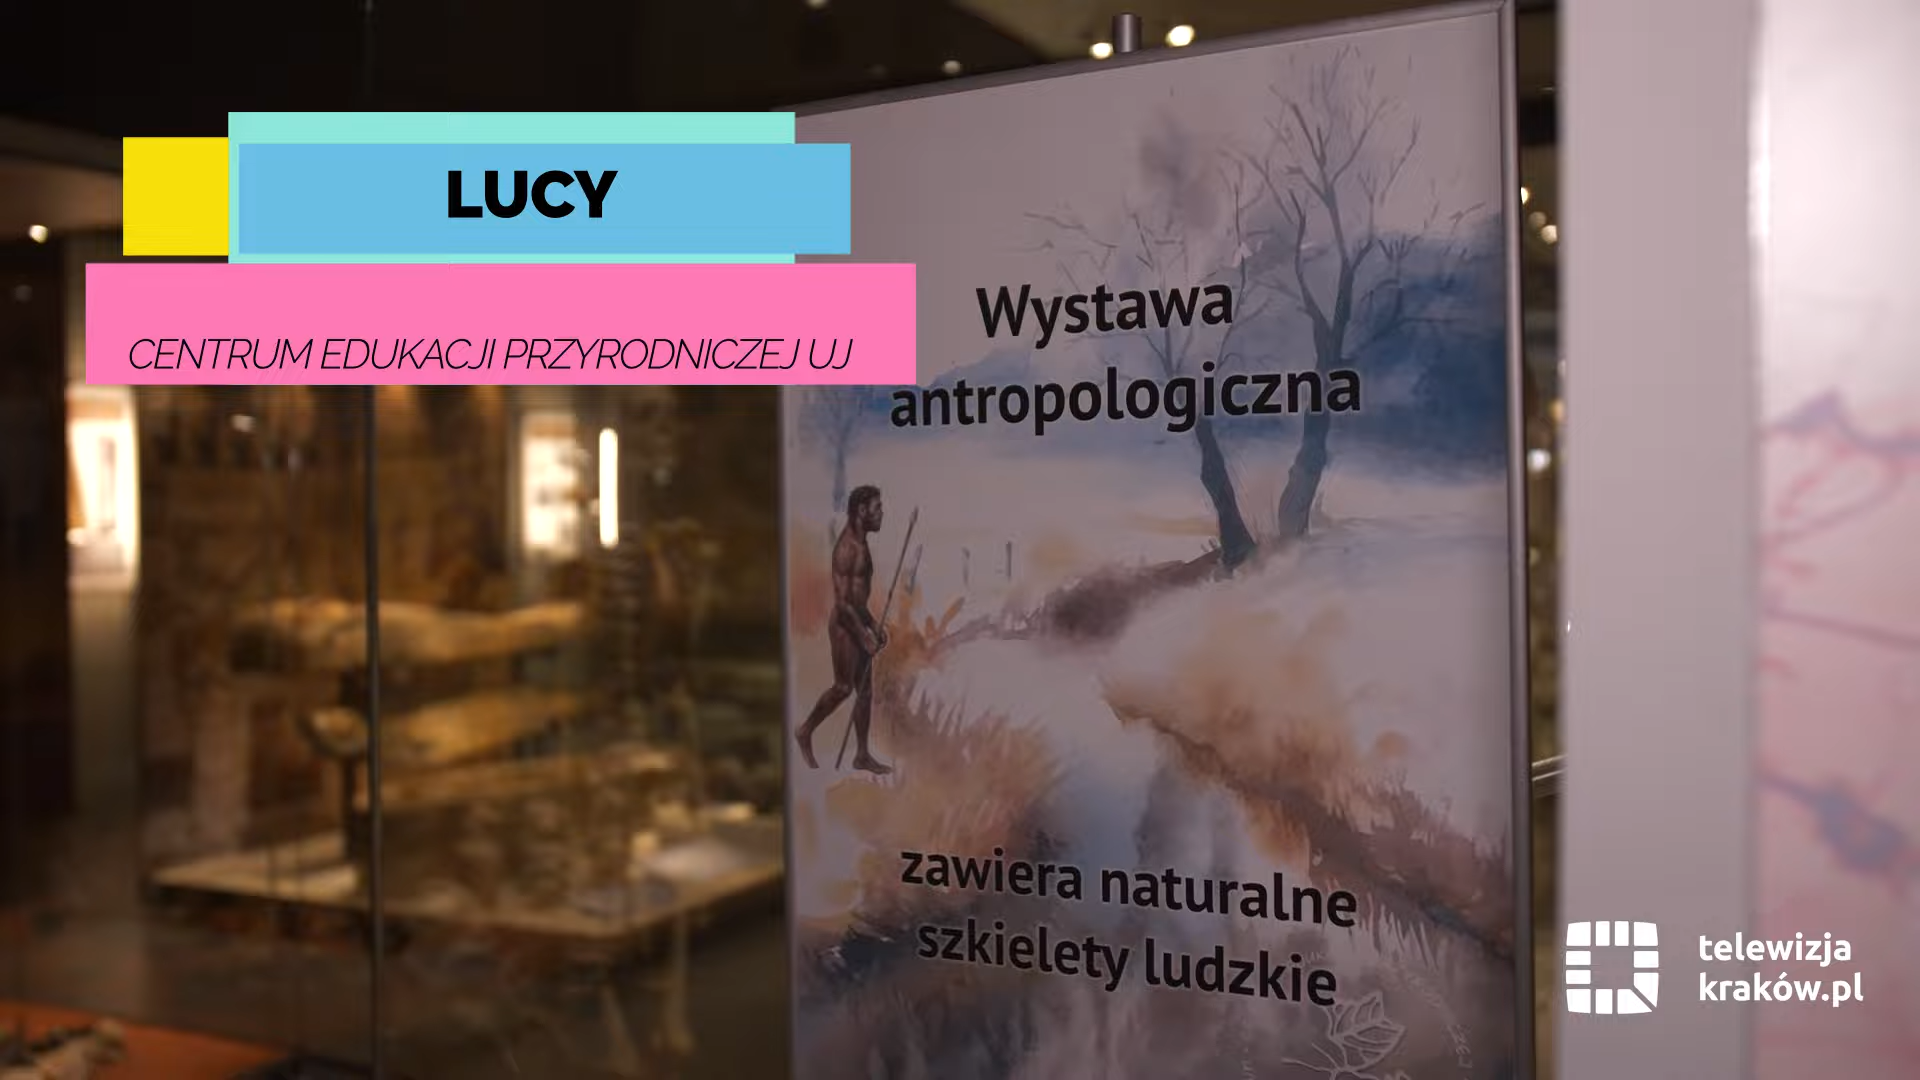 LUCY
CENTRUM EDUKACJI PRZYRODNICZEJ UJ
Wystawa
antropologiczna
zawiera naturalne
szkielety ludzkie
telewizja
kraków.pl